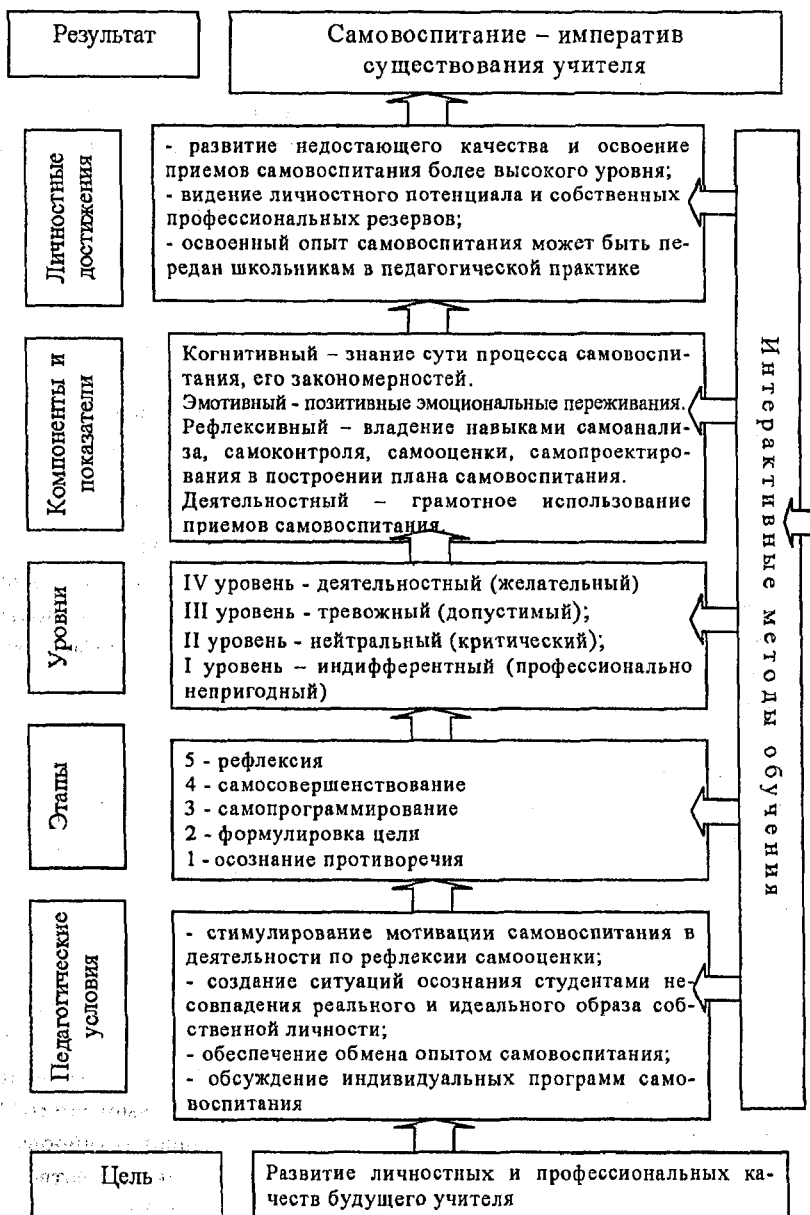 Результат
Самовоспитание – императив
существования учителя
Личностные
достижения
- развитие недостающего качества и освоение
приемов самовоспитания более высокого уровня;
- видение личностного потенциала и собственных
профессиональных резервов;
- освоенный опыт самовоспитания может быть пе-
редан школьникам в педагогической практике
Компоненты и
показатели
Когнитивный – знание сути процесса самовоспи-
тания, его закономерностей.
Эмотивный - позитивные эмоциональные переживания.
Рефлексивный – владение навыками самоанали-
за, самоконтроля, самооценки, самопроектиро-
вания в построении плана самовоспитания.
Деятельностный – грамотное использование
приемов самовоспитания.
Уровни
IV уровень - деятельностный (желательный)
III уровень - тревожный (допустимый);
II уровень - нейтральный (критический);
I уровень – индифферентный (профессионально
непригодный)
Этапы
5 - рефлексия
4 - самосовершенствование
3 - самопрограммирование
2 - формулировка цели
1 - осознание противоречия
Педагогические
условия
- стимулирование мотивации самовоспитания в
деятельности по рефлексии самооценки;
- создание ситуаций осознания студентами не-
совпадения реального и идеального образа соб-
ственной личности;
- обеспечение обмена опытом самовоспитания;
- обсуждение индивидуальных программ само-
воспитания
Цель
Развитие личностных и профессиональных ка-
честв будущего учителя
Интерактивные методы обучения